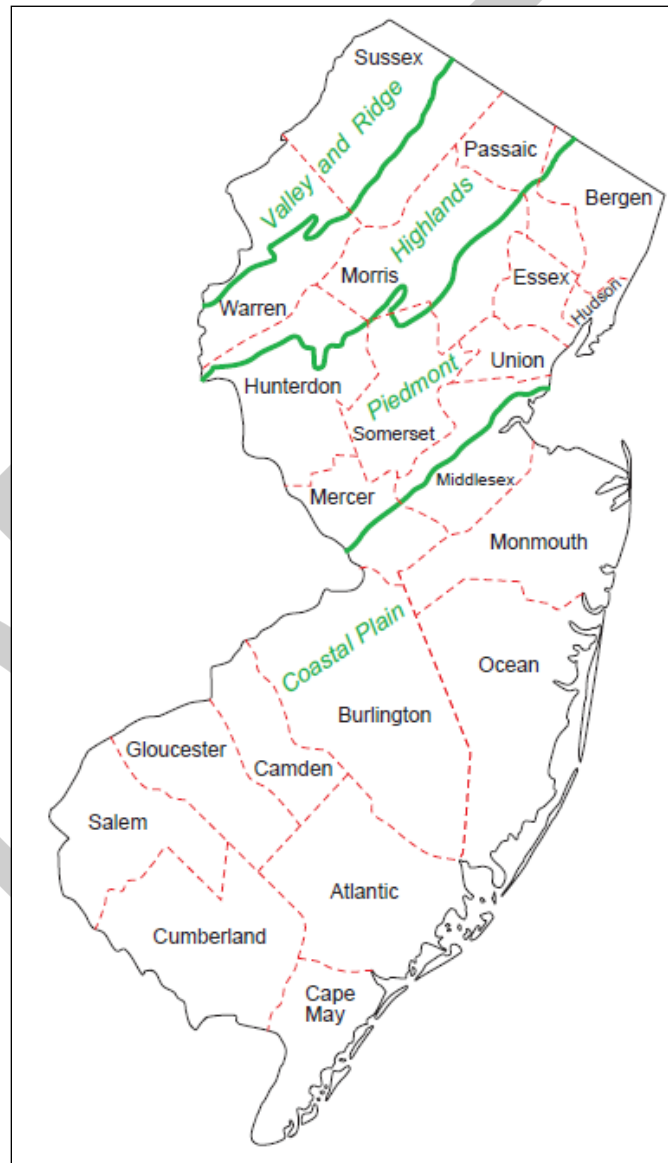 Sussex
Valley and Ridge
Passaic
Bergen
Highlands
Morris
Essex
Hudson
Warren
Union
Hunterdon
Piedmont
Somerset
Middlesex
Mercer
Monmouth
Coastal Plain
Ocean
Burlington
Gloucester
Camden
Salem
Atlantic
Cumberland
Cape
May